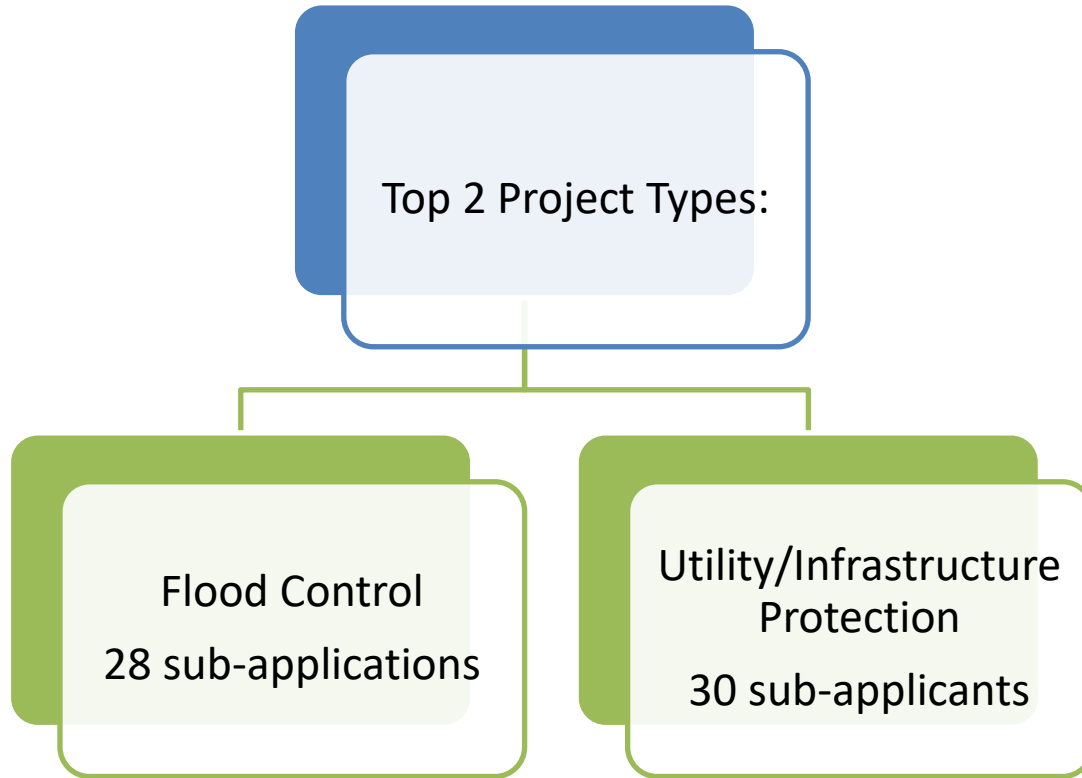 Top 2 Project Types:
Flood Control
28 sub-applications
Utility/Infrastructure
Protection
30 sub-applicants